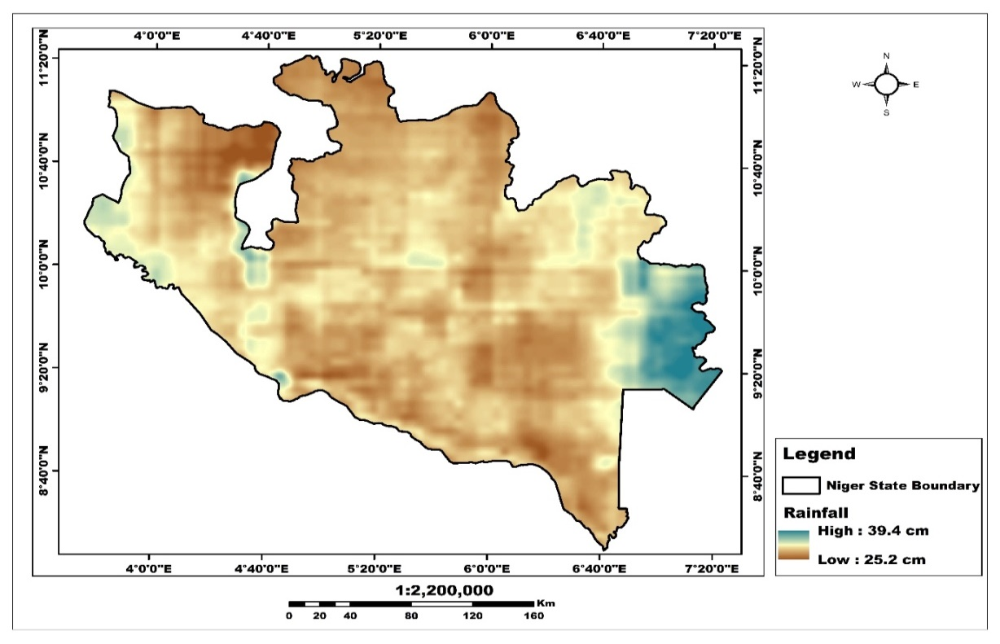 4°0'0"E 4°40'0"E 5°20'0"E 6°0'0"E 6°40'0"E 7°20'0"E
11°20'0"N
10°40'0"N
10°0'0"N
9°20'0"N
8°40'0"N
11°20'0"N
10°40'0"N
10°0'0"N
9°20'0"N
8°40'0"N
4°0'0"E 4°40'0"E 5°20'0"E 6°0'0"E 6°40'0"E 7°20'0"E
1:2,200,000
Km
0 20 40 80 120 160
N
W E
S
Legend
Niger State Boundary
Rainfall
High : 39.4 cm
Low : 25.2 cm